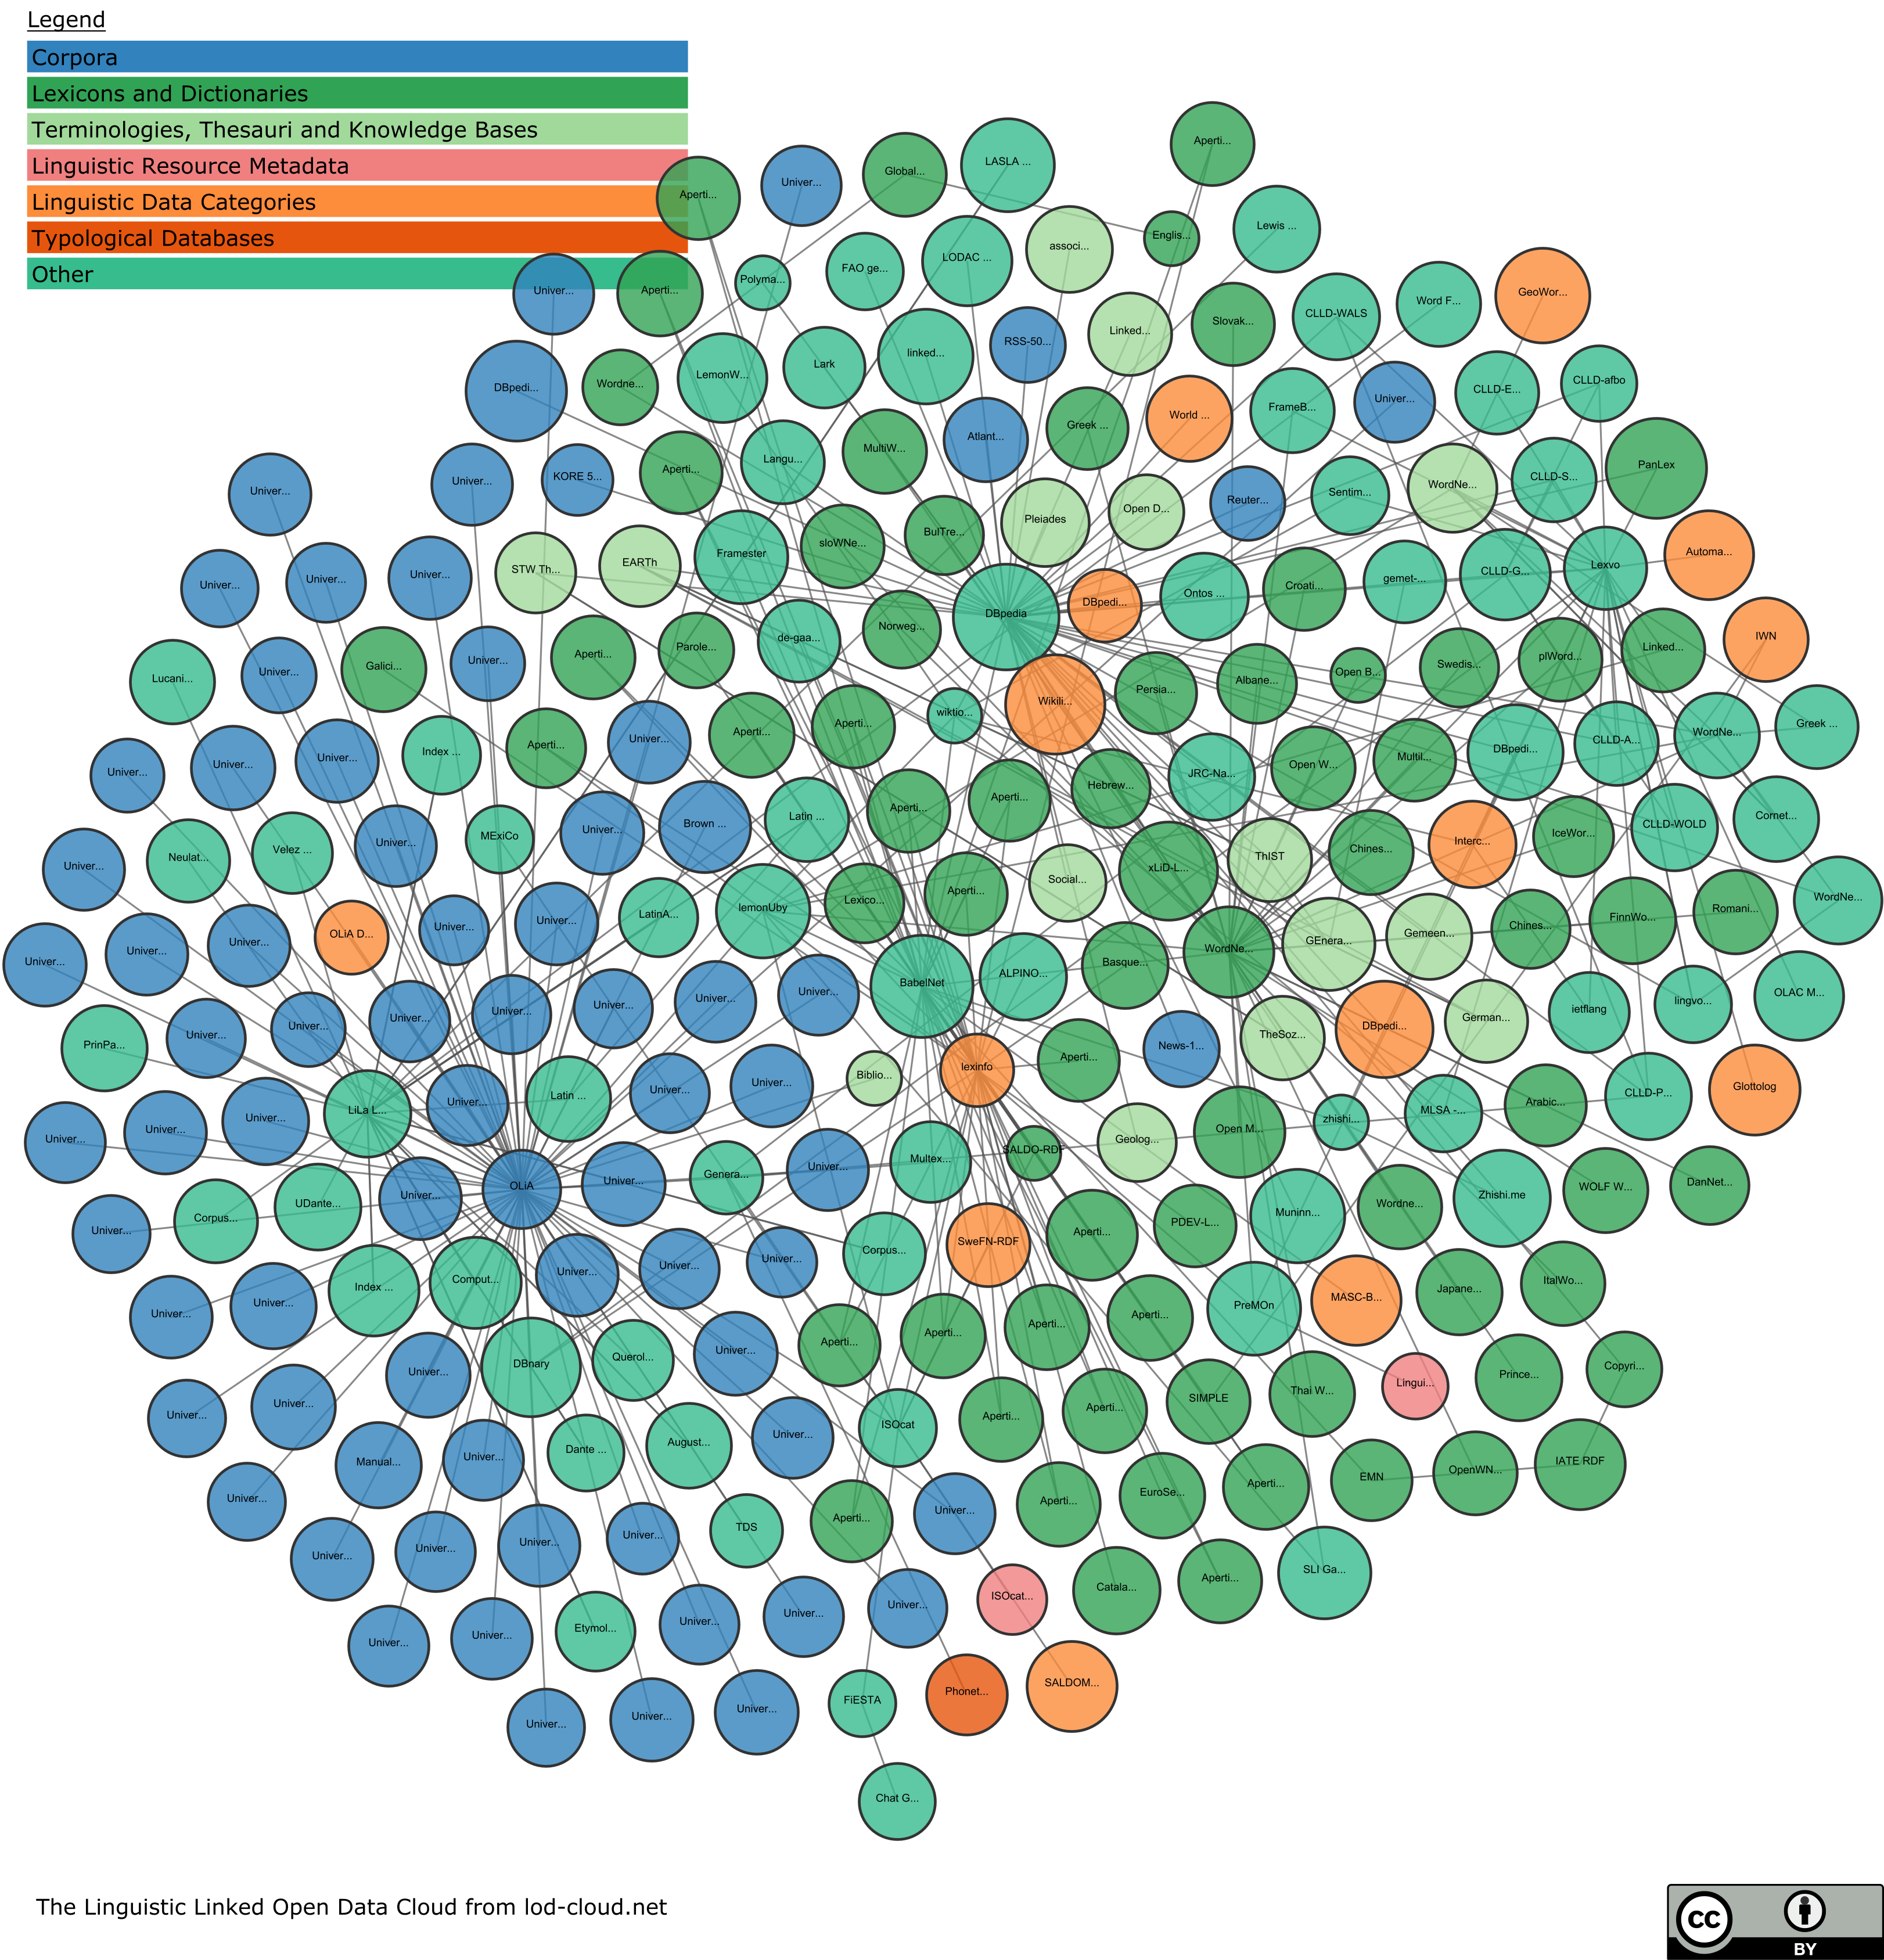 Legend
Corpora
Lexicons and Dictionaries
Terminologies, Thesauri and Knowledge Bases
Linguistic Resource Metadata
Linguistic Data Categories
Typological Databases
Other
Aperti...
LASLA ...
Global...
Univer...
Aperti...
Lewis ...
Englis...
associ...
LODAC ...
FAO ge...
Polyma...
Aperti...
Univer...
GeoWor...
Word F...
CLLD-WALS
Slovak...
Linked...
RSS-50...
linked...
Lark
LemonW...
Wordne...
DBpedi...
CLLD-afbo
CLLD-E...
Univer...
FrameB...
World ...
Greek ...
Atlant...
MultiW...
Langu...
Aperti...
KORE 5...
Univer...
Univer...
PanLex
CLLD-S...
WordNe...
Sentim...
Reuter...
Open D...
Pleiades
BulTre...
sloWNe...
Framester
EARTh
STW Th...
Univer...
Univer...
Univer...
Automa...
Lexvo
CLLD-G...
gemet-...
Croati...
Ontos ...
DBpedi...
DBpedia
Norweg...
de-gaa...
Parole...
Aperti...
Univer...
Galici...
Univer...
Lucani...
IWN
Linked...
plWord...
Swedis...
Open B...
Albane...
Persia...
Wikili...
wiktio...
Aperti...
Aperti...
Univer...
Aperti...
Index ...
Univer...
Univer...
Univer...
Greek ...
WordNe...
CLLD-A...
DBpedi...
Multil...
Open W...
JRC-Na...
Hebrew...
Aperti...
Aperti...
Latin ...
Brown ...
Univer...
MExiCo
Univer...
Velez ...
Neulat...
Univer...
Cornet...
CLLD-WOLD
IceWor...
Interc...
Chines...
ThIST
xLiD-L...
Social...
Aperti...
Lexico...
lemonUby
LatinA...
Univer...
Univer...
OLiA D...
Univer...
Univer...
Univer...
WordNe...
Romani...
FinnWo...
Chines...
Gemeen...
GEnera...
WordNe...
Basque...
ALPINO...
BabelNet
Univer...
Univer...
Univer...
Univer...
Univer...
Univer...
Univer...
PrinPa...
OLAC M...
lingvo...
ietflang
German...
DBpedi...
TheSoz...
News-1...
Aperti...
lexinfo
Biblio...
Univer...
Univer...
Latin ...
Univer...
LiLa L...
Univer...
Univer...
Univer...
Glottolog
CLLD-P...
Arabic...
MLSA -...
zhishi...
Open M...
Geolog...
SALDO-RDF
Multex...
Univer...
Genera...
Univer...
OLiA
Univer...
UDante...
Corpus...
Univer...
DanNet...
WOLF W...
Zhishi.me
Wordne...
Muninn...
PDEV-L...
Aperti...
SweFN-RDF
Corpus...
Univer...
Univer...
Univer...
Comput...
Index ...
Univer...
Univer...
ItalWo...
Japane...
MASC-B...
PreMOn
Aperti...
Aperti...
Aperti...
Aperti...
Univer...
Querol...
DBnary
Univer...
Univer...
Univer...
Copyri...
Prince...
Lingui...
Thai W...
SIMPLE
Aperti...
Aperti...
ISOcat
Univer...
August...
Dante ...
Univer...
Manual...
Univer...
IATE RDF
OpenWN...
EMN
Aperti...
EuroSe...
Aperti...
Univer...
Aperti...
TDS
Univer...
Univer...
Univer...
Univer...
SLI Ga...
Aperti...
Catala...
ISOcat...
Univer...
Univer...
Univer...
Etymol...
Univer...
Univer...
SALDOM...
Phonet...
FiESTA
Univer...
Univer...
Univer...
Chat G...
The Linguistic Linked Open Data Cloud from lod-cloud.net
cc
BY